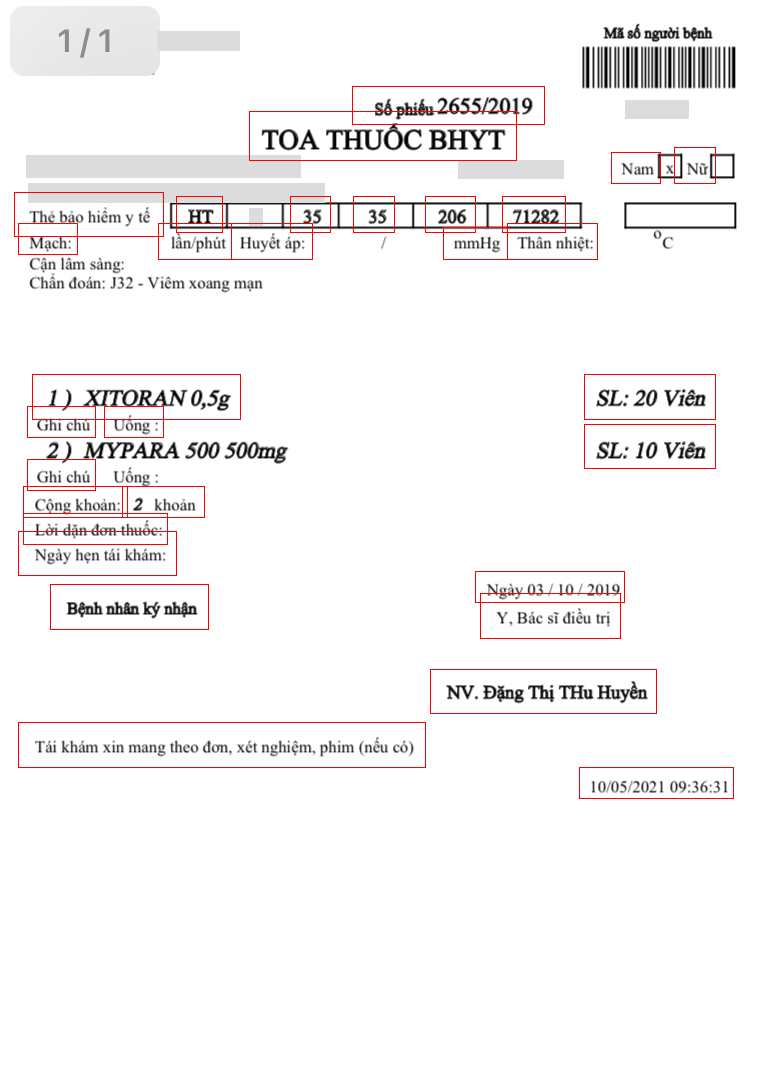 1/1
Mã số người bệnh
Số phiếu 2655/2019
TOA THUỐC BHYT
Nam x Nữ
Thẻ bảo hiểm y tế HT 35 35 206 71282
Mạch: lần/phút Huyết áp: / mmHg Thân nhiệt: °C
Cận lâm sàng:
Chẩn đoán: J32 - Viêm xoang mạn
1 ) XITORAN 0,5g SL: 20 Viên
Ghi chú Uống :
2 ) MYPARA 500 500mg SL: 10 Viên
Ghi chú Uống :
Cộng khoản: 2 khoản
Lời dặn đơn thuốc:
Ngày hẹn tái khám:
Ngày 03 / 10 / 2019
Bệnh nhân ký nhận Y, Bác sĩ điều trị
NV. Đặng Thị THu Huyền
Tái khám xin mang theo đơn, xét nghiệm, phim (nếu có)
10/05/2021 09:36:31